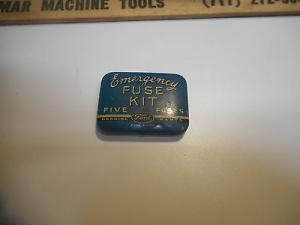 MAR MACHINE TOOLS
Emergency
FUSE
KIT
FIVE FUSES
GENUINE Ford PARTS